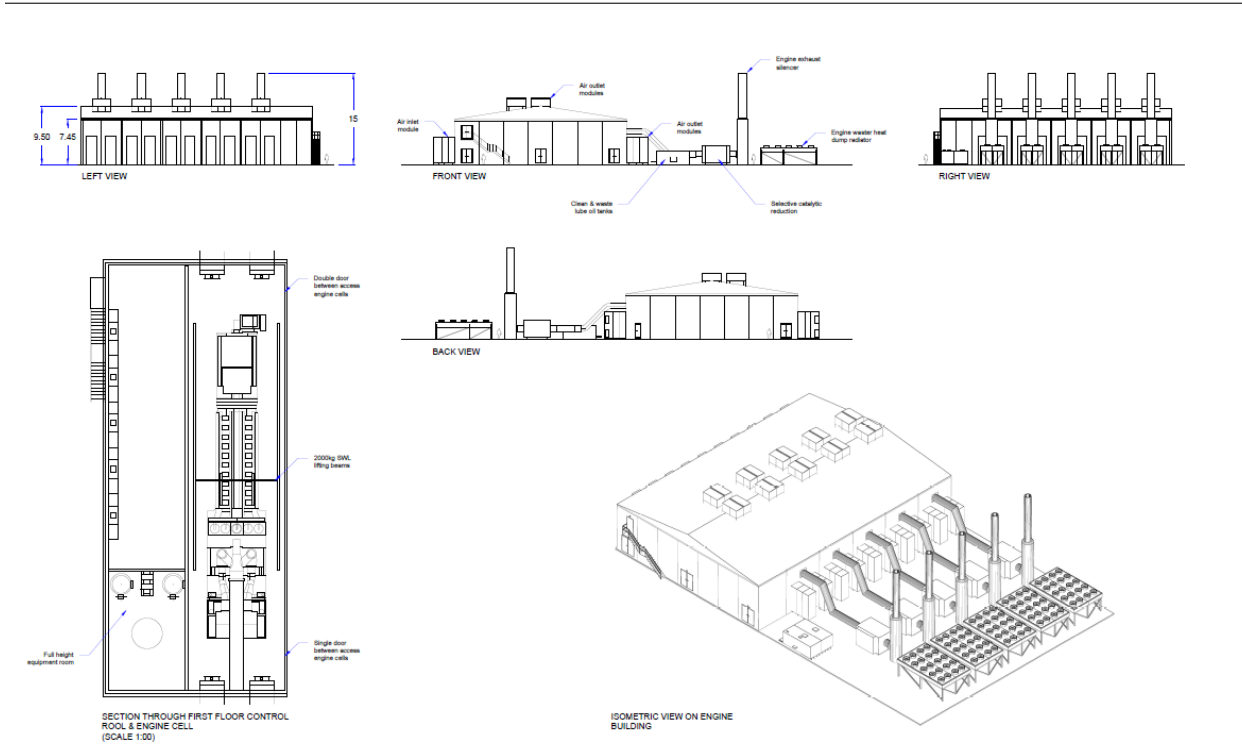 Engine exhaust
silencer
Air outlet
modules
15
9.50
7.45
Air inlet
module
Air outlet
modules
Engine waster heat
dump radiator
LEFT VIEW
FRONT VIEW
RIGHT VIEW
Clean & waste
lube oil tanks
Selective catalytic
reduction
Double door
between access
engine cells
BACK VIEW
2000kg SWL
lifting beams
Full height
equipment room
Single door
between access
engine cells
SECTION THROUGH FIRST FLOOR CONTROL
ROOL & ENGINE CELL
(SCALE 1:00)
ISOMETRIC VIEW ON ENGINE
BUILDING